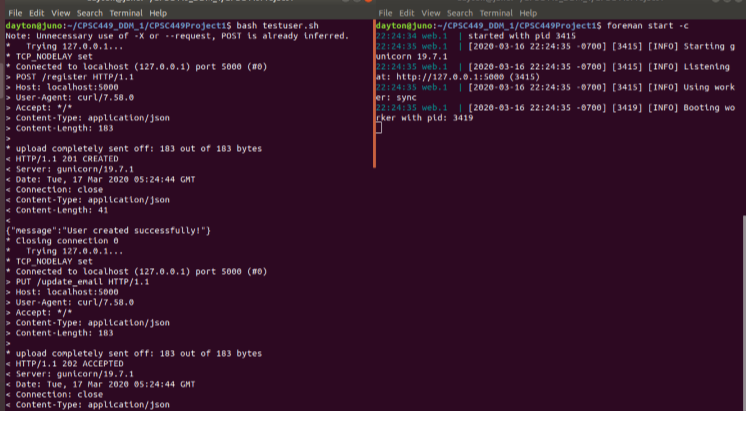 File Edit View Search Terminal Help
dayton@juno:~/CPSC449_DDM_1/CPSC449Project1$ bash testuser.sh
Note: Unnecessary use of -X or --request, POST is already inferred.
*   Trying 127.0.0.1...
* TCP_NODELAY set
* Connected to localhost (127.0.0.1) port 5000 (#0)
> POST /register HTTP/1.1
> Host: localhost:5000
> User-Agent: curl/7.58.0
> Accept: */*
> Content-Type: application/json
> Content-Length: 183
>
* upload completely sent off: 183 out of 183 bytes
< HTTP/1.1 201 CREATED
< Server: gunicorn/19.7.1
< Date: Tue, 17 Mar 2020 05:24:44 GMT
< Connection: close
< Content-Type: application/json
< Content-Length: 41
<
{"message":"User created successfully!"}
* Closing connection 0
*   Trying 127.0.0.1...
* TCP_NODELAY set
* Connected to localhost (127.0.0.1) port 5000 (#0)
> PUT /update_email HTTP/1.1
> Host: localhost:5000
> User-Agent: curl/7.58.0
> Accept: */*
> Content-Type: application/json
> Content-Length: 183
>
* upload completely sent off: 183 out of 183 bytes
< HTTP/1.1 202 ACCEPTED
< Server: gunicorn/19.7.1
< Date: Tue, 17 Mar 2020 05:24:44 GMT
< Connection: close
< Content-Type: application/json
File Edit View Search Terminal Help
dayton@juno:~/CPSC449_DDM_1/CPSC449Project1$ foreman start -c
22:24:34 web.1  | started with pid 3415
22:24:35 web.1  | [2020-03-16 22:24:35 -0700] [3415] [INFO] Starting g
unicorn 19.7.1
22:24:35 web.1  | [2020-03-16 22:24:35 -0700] [3415] [INFO] Listening
at: http://127.0.0.1:5000 (3415)
22:24:35 web.1  | [2020-03-16 22:24:35 -0700] [3415] [INFO] Using work
er: sync
22:24:35 web.1  | [2020-03-16 22:24:35 -0700] [3419] [INFO] Booting wo
rker with pid: 3419